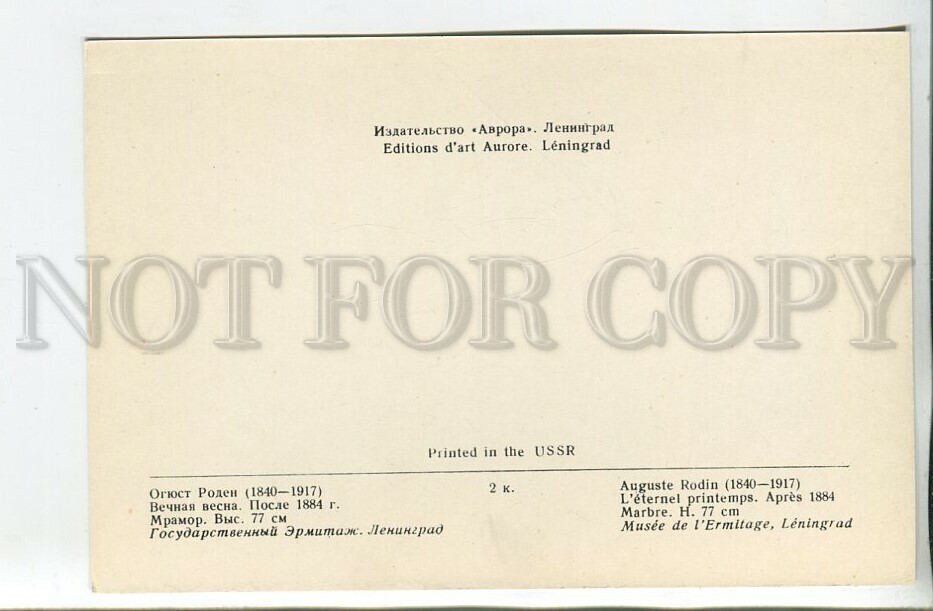 Издательство «Аврора». Ленинград
Editions d'art Aurore. Léningrad
NOT FOR COPY
Printed in the USSR
Огюст Роден (1840—1917)
Вечная весна. После 1884 г.
Мрамор. Выс. 77 см
Государственный Эрмитаж. Ленинград
2 к.
Auguste Rodin (1840—1917)
L'éternel printemps. Après 1884
Marbre. H. 77 cm
Musée de l'Ermitage, Léningrad